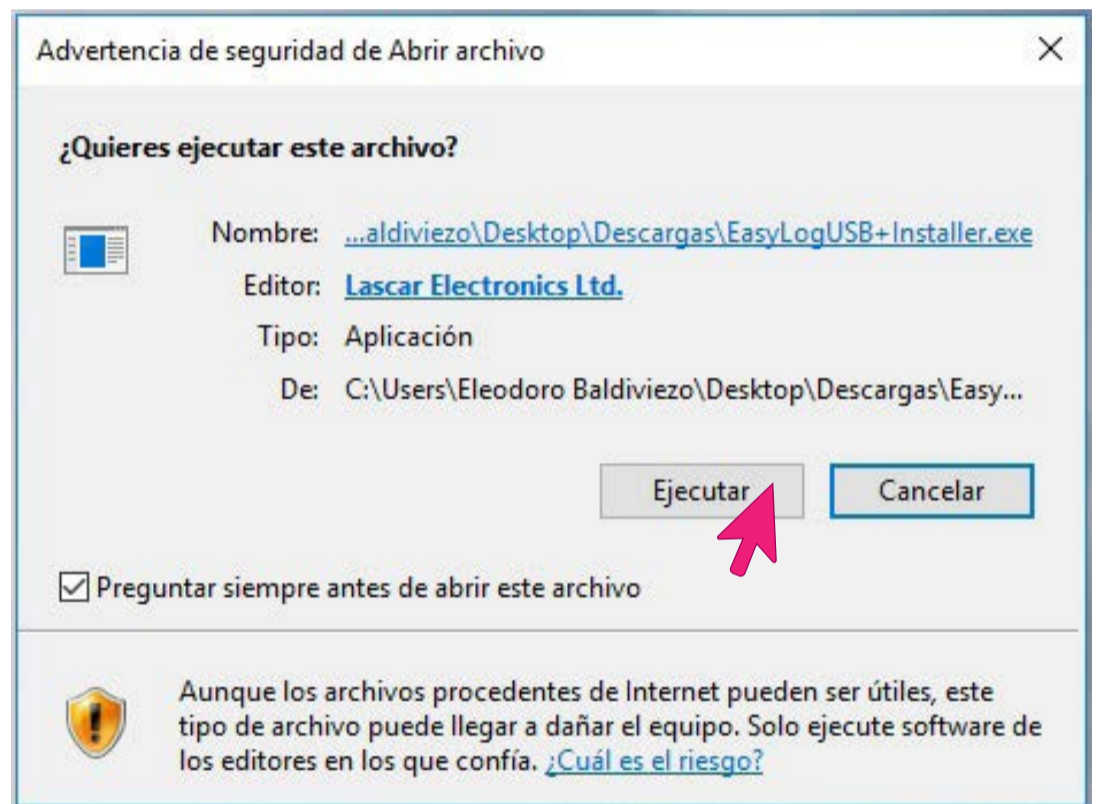 Advertencia de seguridad de Abrir archivo
¿Quieres ejecutar este archivo?
Nombre: ...aldiviezo\Desktop\Descargas\EasyLogUSB+Installer.exe
Editor: Lascar Electronics Ltd.
Tipo: Aplicación
De: C:\Users\Eleodoro Baldiviezo\Desktop\Descargas\Easy...
Ejecutar Cancelar
Preguntar siempre antes de abrir este archivo
Aunque los archivos procedentes de Internet pueden ser útiles, este
tipo de archivo puede llegar a dañar el equipo. Solo ejecute software de
los editores en los que confía. ¿Cuál es el riesgo?